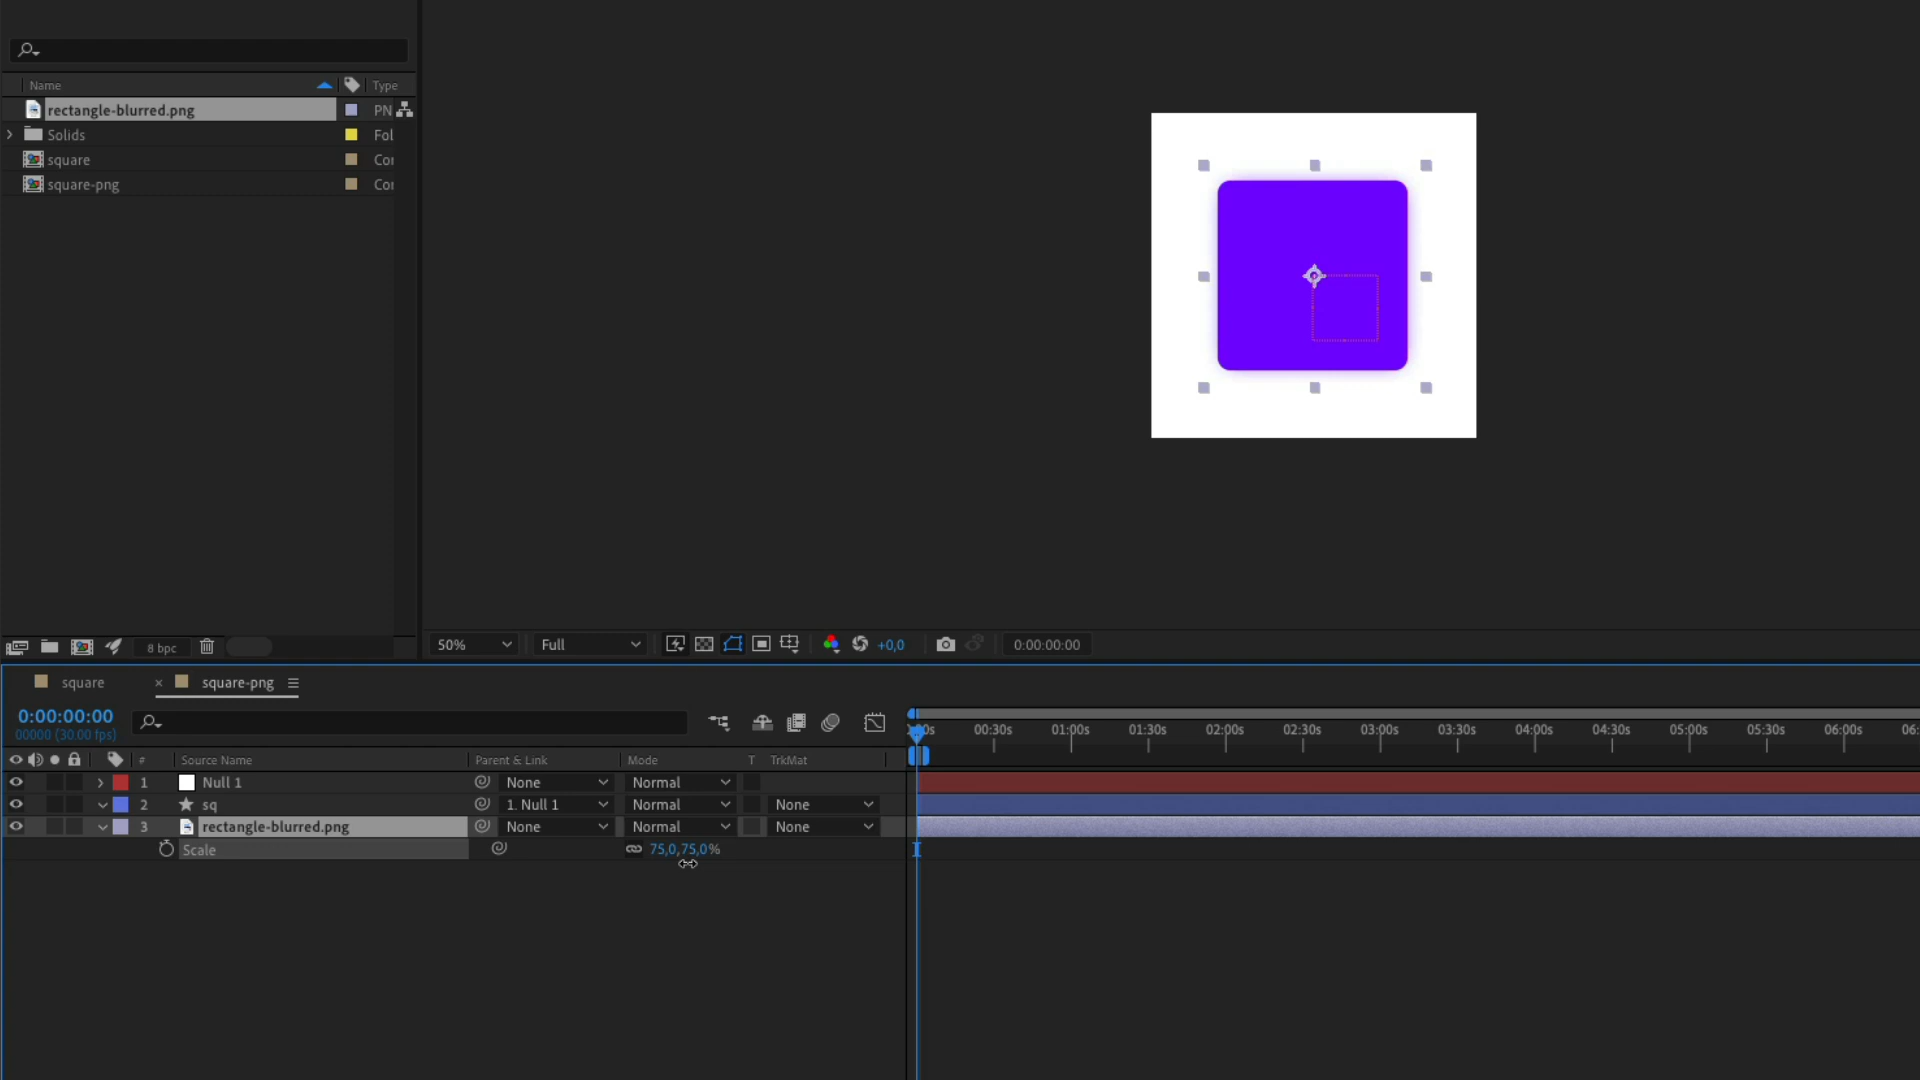 Name Type
rectangle-blurred.png PN
Solids Fol
square Con
square-png Con
8 bpc
50% Full +0,0 0:00:00:00
square × square-png
0:00:00:00
00000 (30.00 fps)
00s 00:30s 01:00s 01:30s 02:00s 02:30s 03:00s 03:30s 04:00s 04:30s 05:00s 05:30s 06:00s 06:
# Source Name Parent & Link Mode T TrkMat
1 Null 1 None Normal
2 sq 1. Null 1 Normal None
3 rectangle-blurred.png None Normal None
Scale 75,0,75,0%